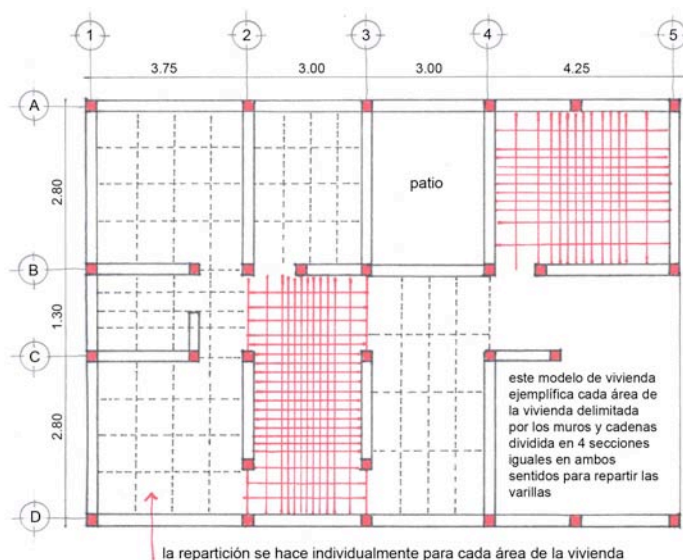 1 2 3 4 5
3.75 3.00 3.00 4.25
A
2.80
patio
B
1.30
C
2.80
este modelo de vivienda
ejemplífica cada área de
la vivienda delimitada
por los muros y cadenas
dividida en 4 secciones
iguales en ambos
sentidos para repartir las
varillas
D
la repartición se hace individualmente para cada área de la vivienda